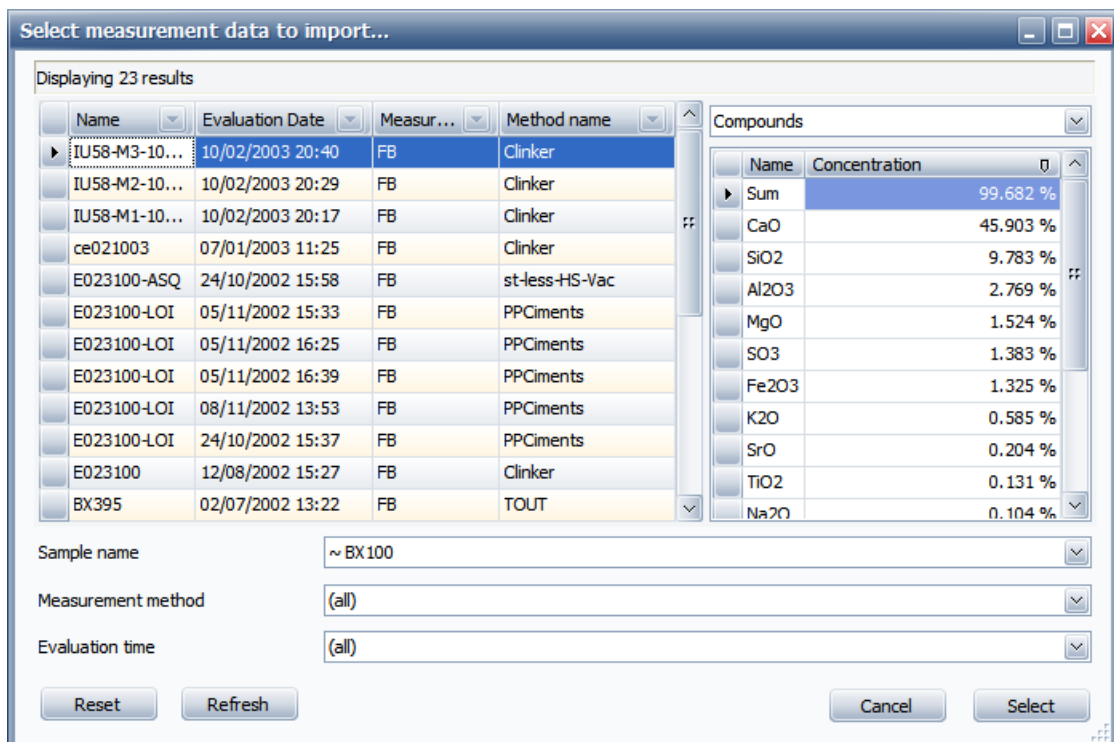 Select measurement data to import...
Displaying 23 results
Name Evaluation Date Measur... Method name
IU58-M3-10... 10/02/2003 20:40 FB Clinker
IU58-M2-10... 10/02/2003 20:29 FB Clinker
IU58-M1-10... 10/02/2003 20:17 FB Clinker
ce021003 07/01/2003 11:25 FB Clinker
E023100-ASQ 24/10/2002 15:58 FB st-less-HS-Vac
E023100-LOI 05/11/2002 15:33 FB PPCiments
E023100-LOI 05/11/2002 16:25 FB PPCiments
E023100-LOI 05/11/2002 16:39 FB PPCiments
E023100-LOI 08/11/2002 13:53 FB PPCiments
E023100-LOI 24/10/2002 15:37 FB PPCiments
E023100 12/08/2002 15:27 FB Clinker
BX395 02/07/2002 13:22 FB TOUT
Compounds
Name Concentration
Sum 99.682 %
CaO 45.903 %
SiO2 9.783 %
Al2O3 2.769 %
MgO 1.524 %
SO3 1.383 %
Fe2O3 1.325 %
K2O 0.585 %
SrO 0.204 %
TiO2 0.131 %
Na2O 0.104 %
Sample name ~ BX100
Measurement method (all)
Evaluation time (all)
Reset Refresh Cancel Select